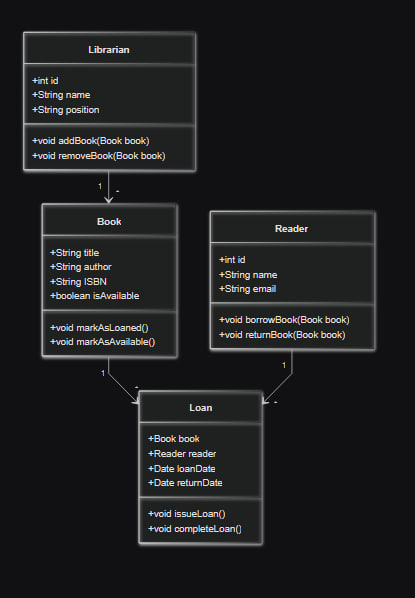 Librarian
+int id
+String name
+String position
+void addBook(Book book)
+void removeBook(Book book)
1
*
Book
+String title
+String author
+String ISBN
+boolean isAvailable
+void markAsLoaned()
+void markAsAvailable()
Reader
+int id
+String name
+String email
+void borrowBook(Book book)
+void returnBook(Book book)
1
*
1
*
Loan
+Book book
+Reader reader
+Date loanDate
+Date returnDate
+void issueLoan()
+void completeLoan()